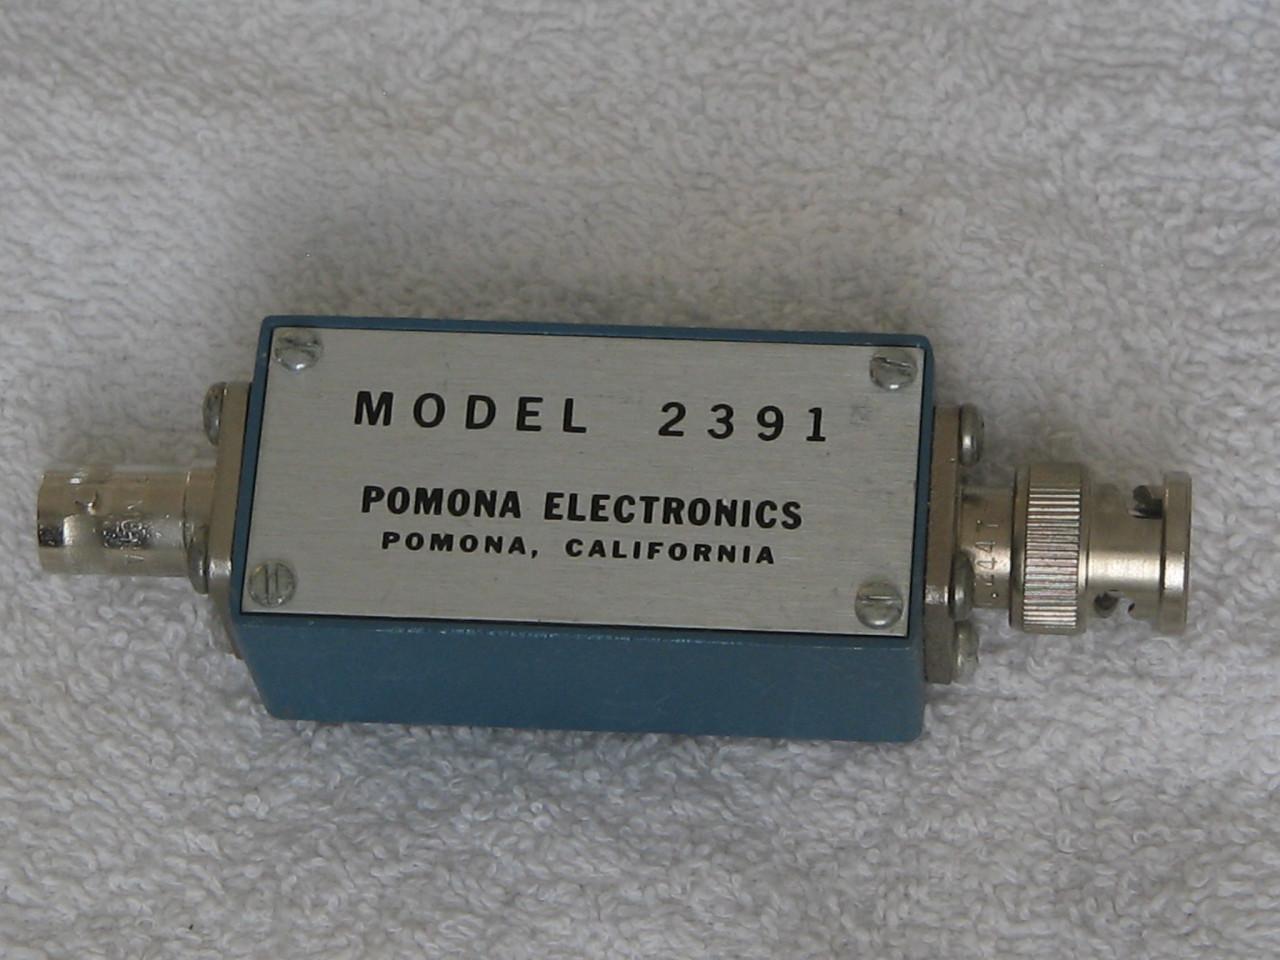 MODEL 2391
POMONA ELECTRONICS
POMONA, CALIFORNIA